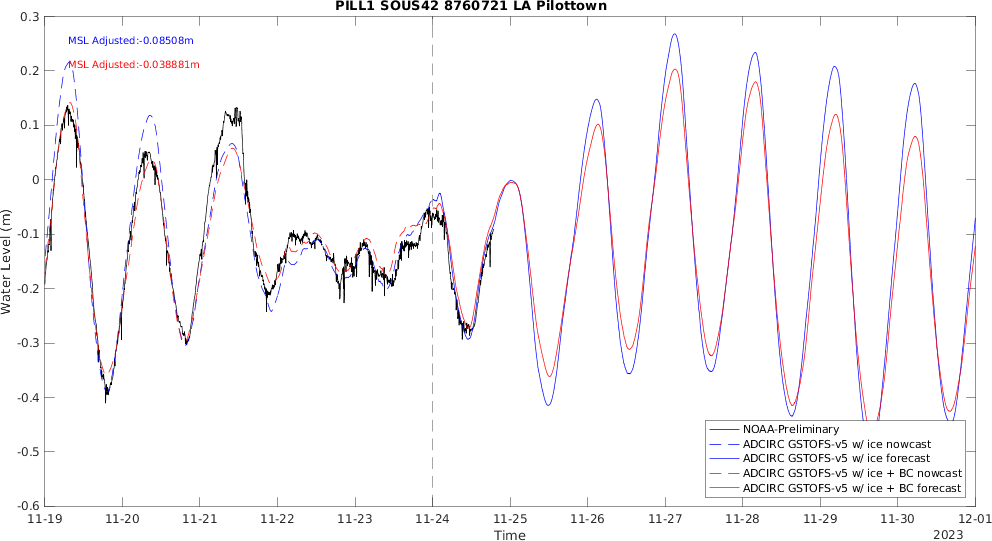 PILL1 SOUS42 8760721 LA Pilottown
MSL Adjusted:-0.08508m
MSL Adjusted:-0.038881m
0.3
0.2
0.1
0
-0.1
-0.2
-0.3
-0.4
-0.5
-0.6
Water Level (m)
NOAA-Preliminary
ADCIRC GSTOFS-v5 w/ ice nowcast
ADCIRC GSTOFS-v5 w/ ice forecast
ADCIRC GSTOFS-v5 w/ ice + BC nowcast
ADCIRC GSTOFS-v5 w/ ice + BC forecast
11-19 11-20 11-21 11-22 11-23 11-24 11-25 11-26 11-27 11-28 11-29 11-30 12-01
Time
2023